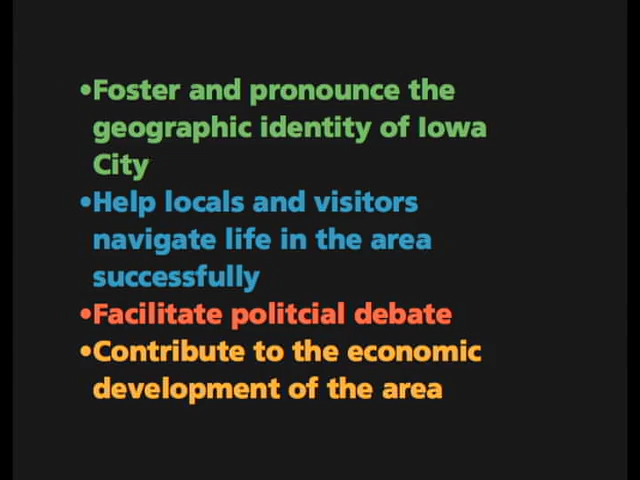 •Foster and pronounce the
geographic identity of Iowa
City
•Help locals and visitors
navigate life in the area
successfully
•Facilitate politcial debate
•Contribute to the economic
development of the area